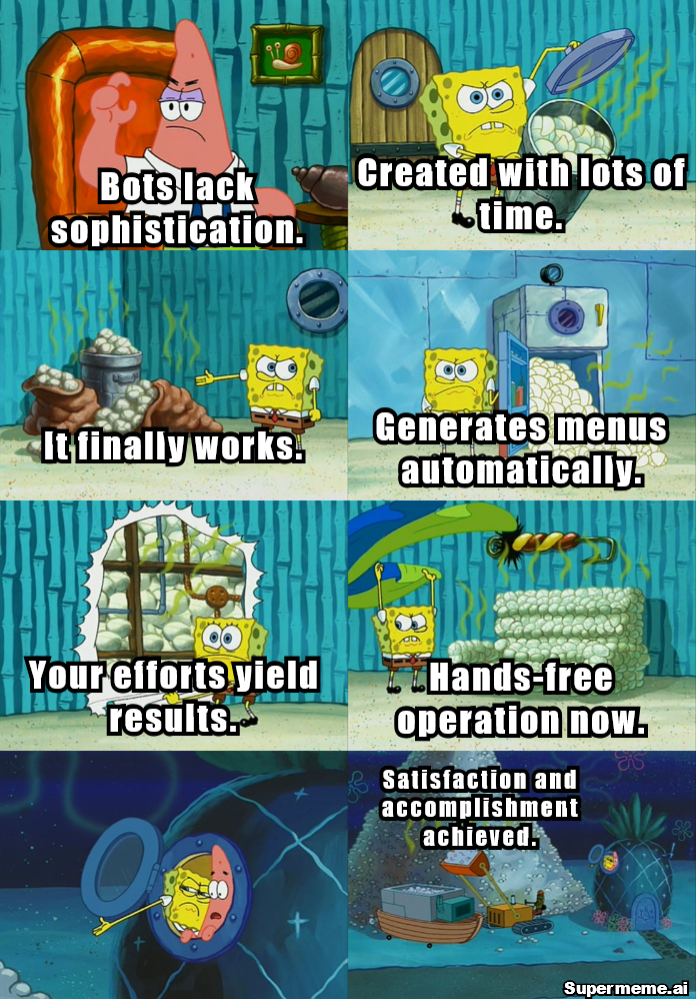 Bots lack
sophistication.
Created with lots of
time.
It finally works.
Generates menus
automatically.
Your efforts yield
results.
Hands-free
operation now.
Satisfaction and
accomplishment
achieved.
Supermeme.ai